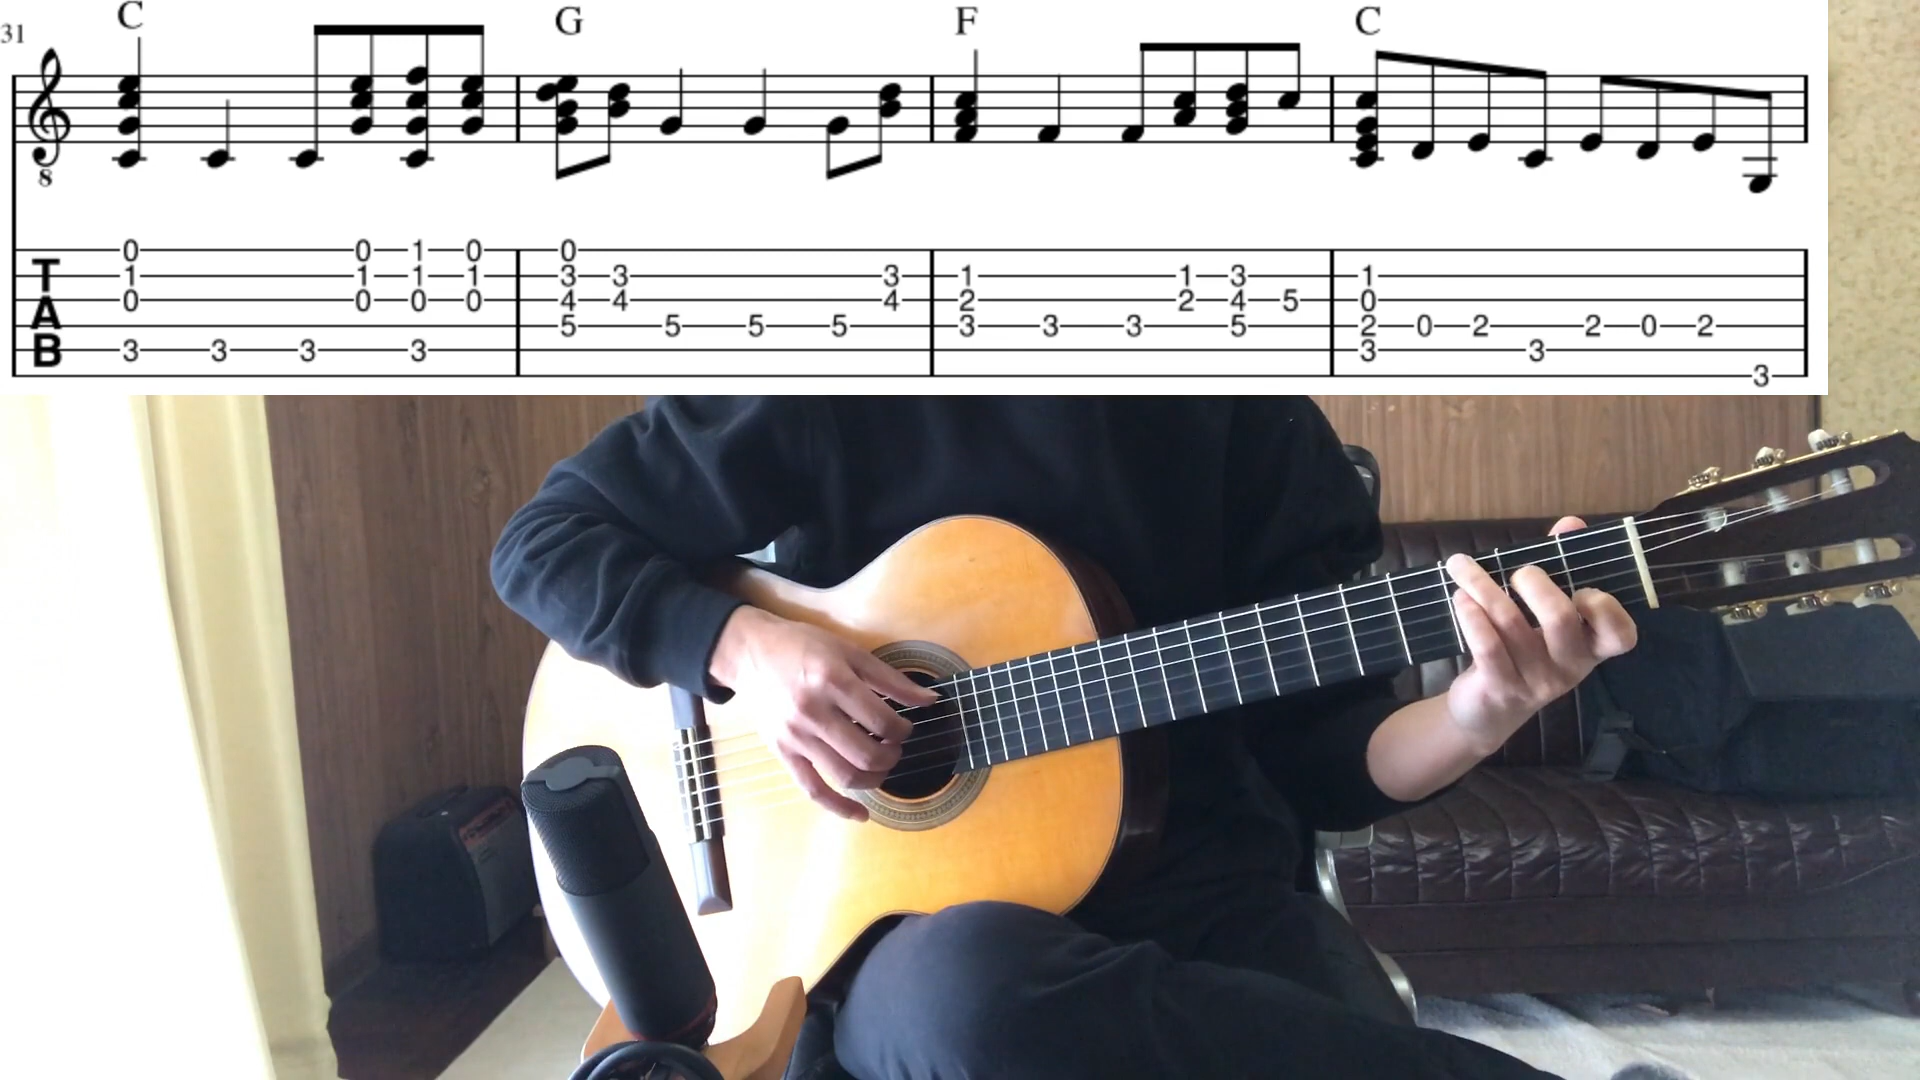 31 C G F C
8
0 0 1 0 0
T 1 1 1 1 3 3 3 1 1 3 1
A 0 0 0 0 4 4 4 2 2 4 5 0
5 5 5 5 3 3 3 5 2 0 2 2 0 2
B 3 3 3 3 3 3
3